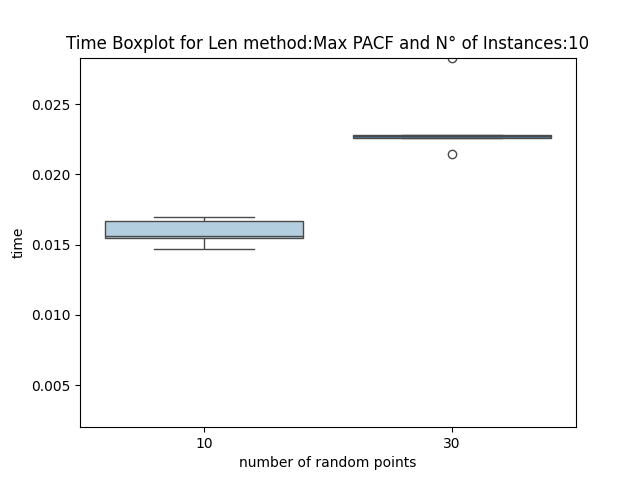 Time Boxplot for Len method:Max PACF and N° of Instances:10
0.025
0.020
0.015
0.010
0.005
time
10
30
number of random points